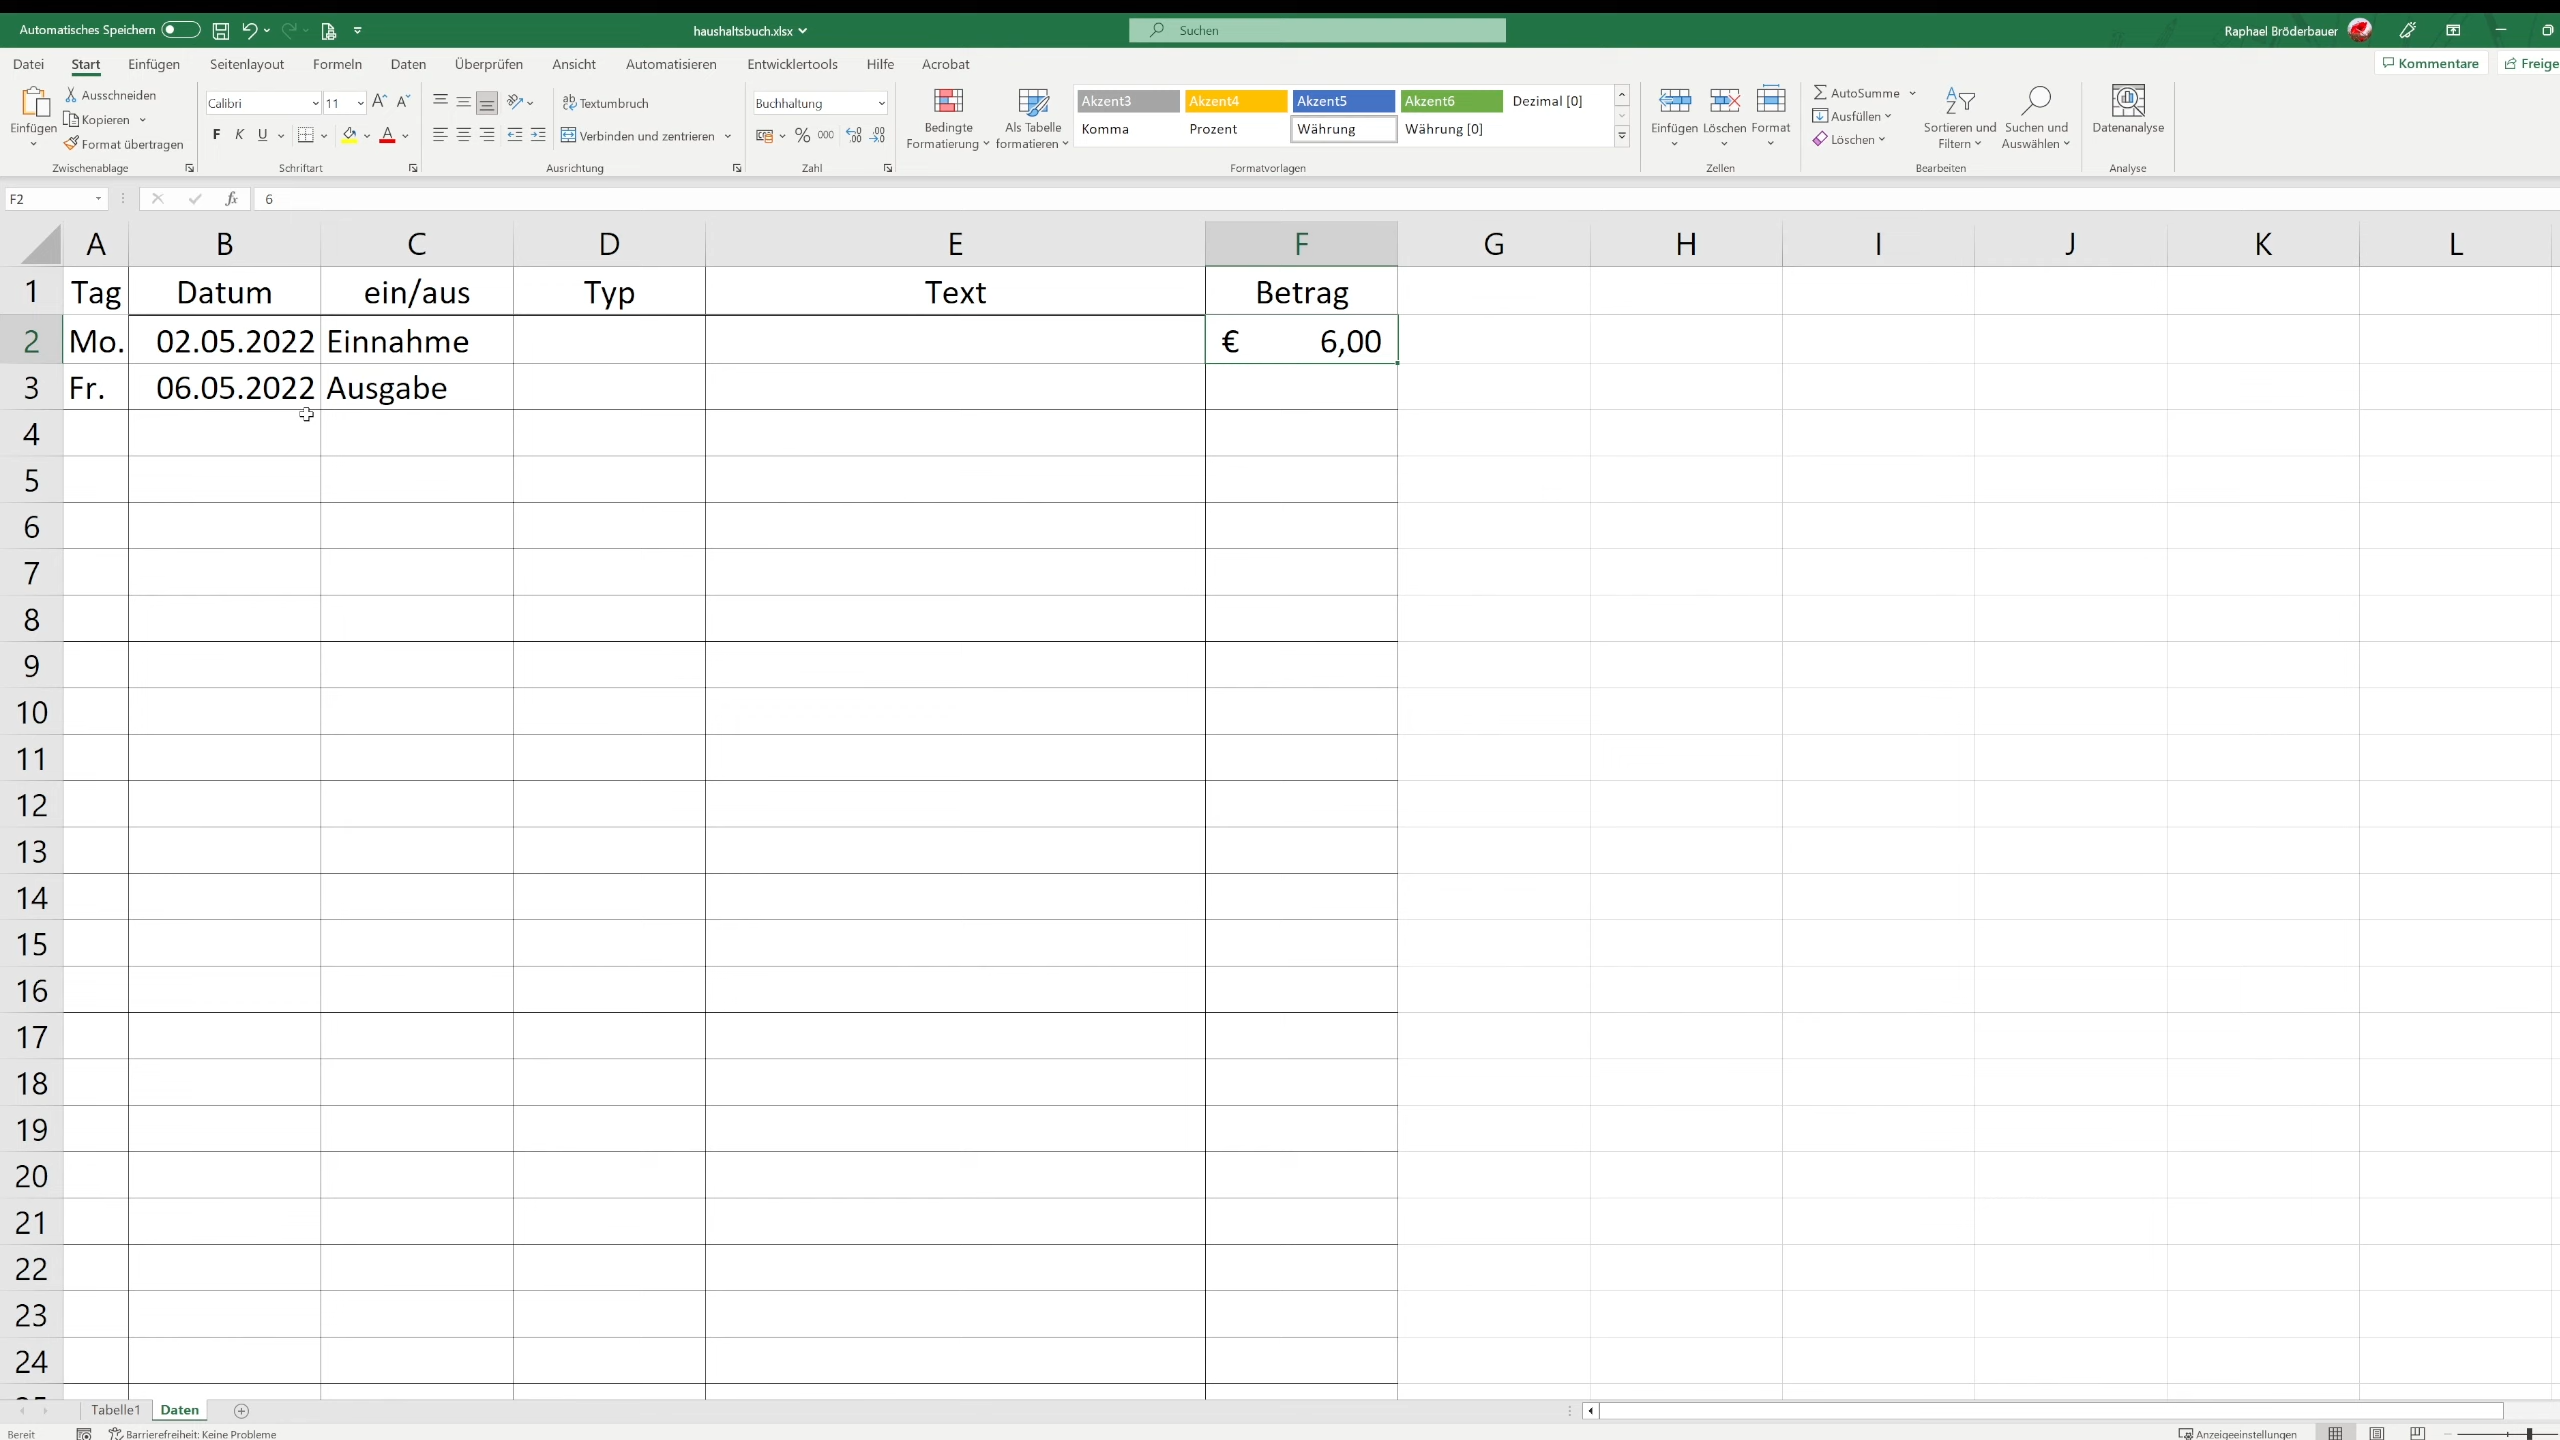 Automatisches Speichern
haushaltsbuch.xlsx
Suchen
Raphael Bröderbauer
Datei Start Einfügen Seitenlayout Formeln Daten Überprüfen Ansicht Automatisieren Entwicklertools Hilfe Acrobat
Kommentare
Einfügen
Ausschneiden
Kopieren
Format übertragen
Zwischenablage
Calibri 11
F K U
Schriftart
Textumbruch
Verbinden und zentrieren
Ausrichtung
Buchhaltung
% 000
Zahl
Bedingte Formatierung
Als Tabelle formatieren
Akzent3 Akzent4 Akzent5 Akzent6 Dezimal [0]
Komma Prozent Währung Währung [0]
Formatvorlagen
Einfügen Löschen Format
Zellen
AutoSumme
Ausfüllen
Löschen
Sortieren und Filtern
Suchen und Auswählen
Bearbeiten
Datenanalyse
Analyse
F2 fx 6
A B C D E F G H I J K L
1 Tag Datum ein/aus Typ Text Betrag
2 Mo. 02.05.2022 Einnahme € 6,00
3 Fr. 06.05.2022 Ausgabe
4
5
6
7
8
9
10
11
12
13
14
15
16
17
18
19
20
21
22
23
24
Tabelle1 Daten
Bereit
Barrierefreiheit: Keine Probleme
Anzeigeeinstellungen